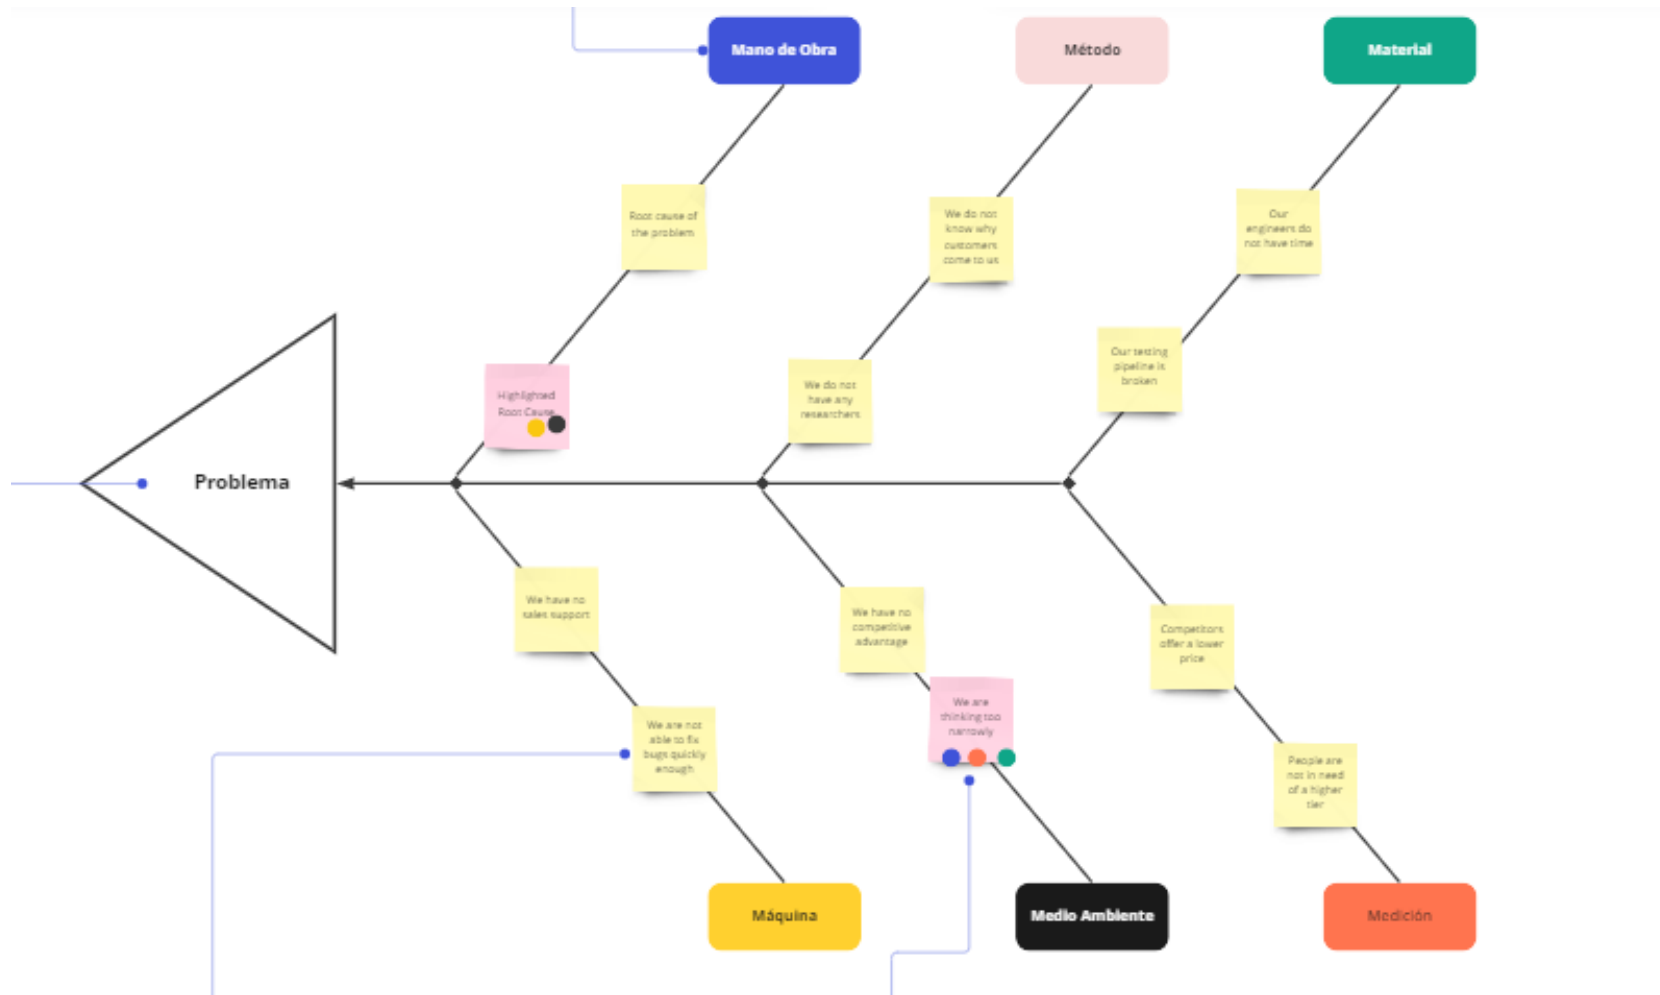 Mano de Obra
Método
Material
Root cause of
the problem
We do not
know why
customers
come to us
Our
engineers do
not have time
Highlighted
Root Cause
We do not
have any
researchers
Our testing
pipeline is
broken
Problema
We have no
sales support
We have no
competitive
advantage
Competitors
offer a lower
price
We are not
able to fix
bugs quickly
enough
We are
thinking too
narrowly
People are
not in need
of a higher
tier
Máquina
Medio Ambiente
Medición